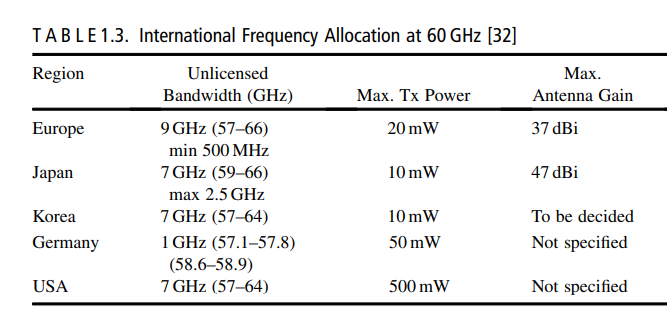 TABLE 1.3. International Frequency Allocation at 60 GHz [32]
Region Unlicensed Bandwidth (GHz) Max. Tx Power Max. Antenna Gain
Europe 9 GHz (57–66) 20 mW 37 dBi
min 500 MHz
Japan 7 GHz (59–66) 10 mW 47 dBi
max 2.5 GHz
Korea 7 GHz (57–64) 10 mW To be decided
Germany 1 GHz (57.1–57.8) 50 mW Not specified
(58.6–58.9)
USA 7 GHz (57–64) 500 mW Not specified